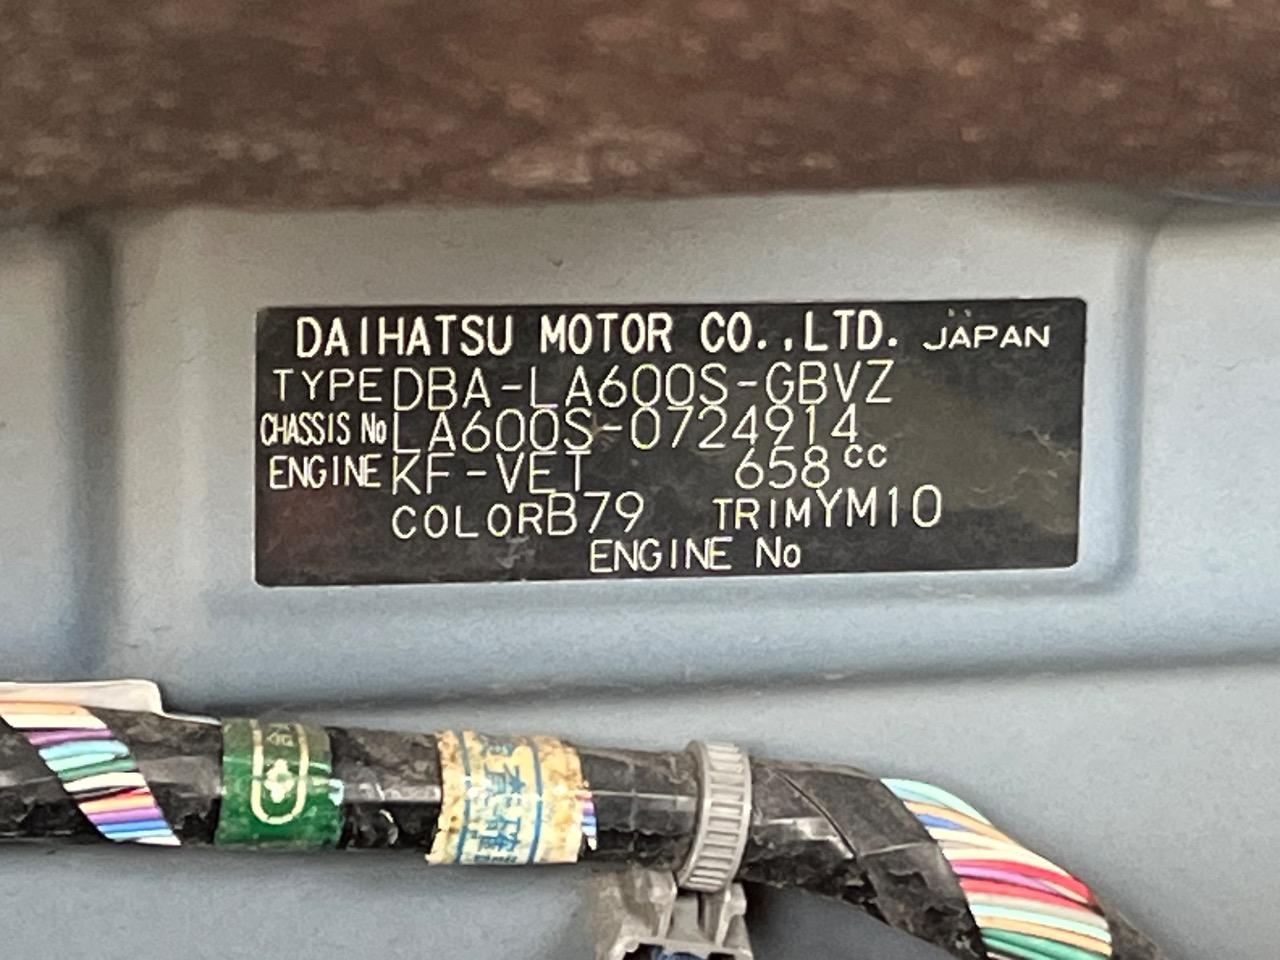 DAIHATSU MOTOR CO.,LTD. JAPAN
TYPE DBA-LA600S-GBVZ
CHASSIS No LA600S-0724914
ENGINE KF-VET 658cc
COLOR B79 TRIM YM10
ENGINE No